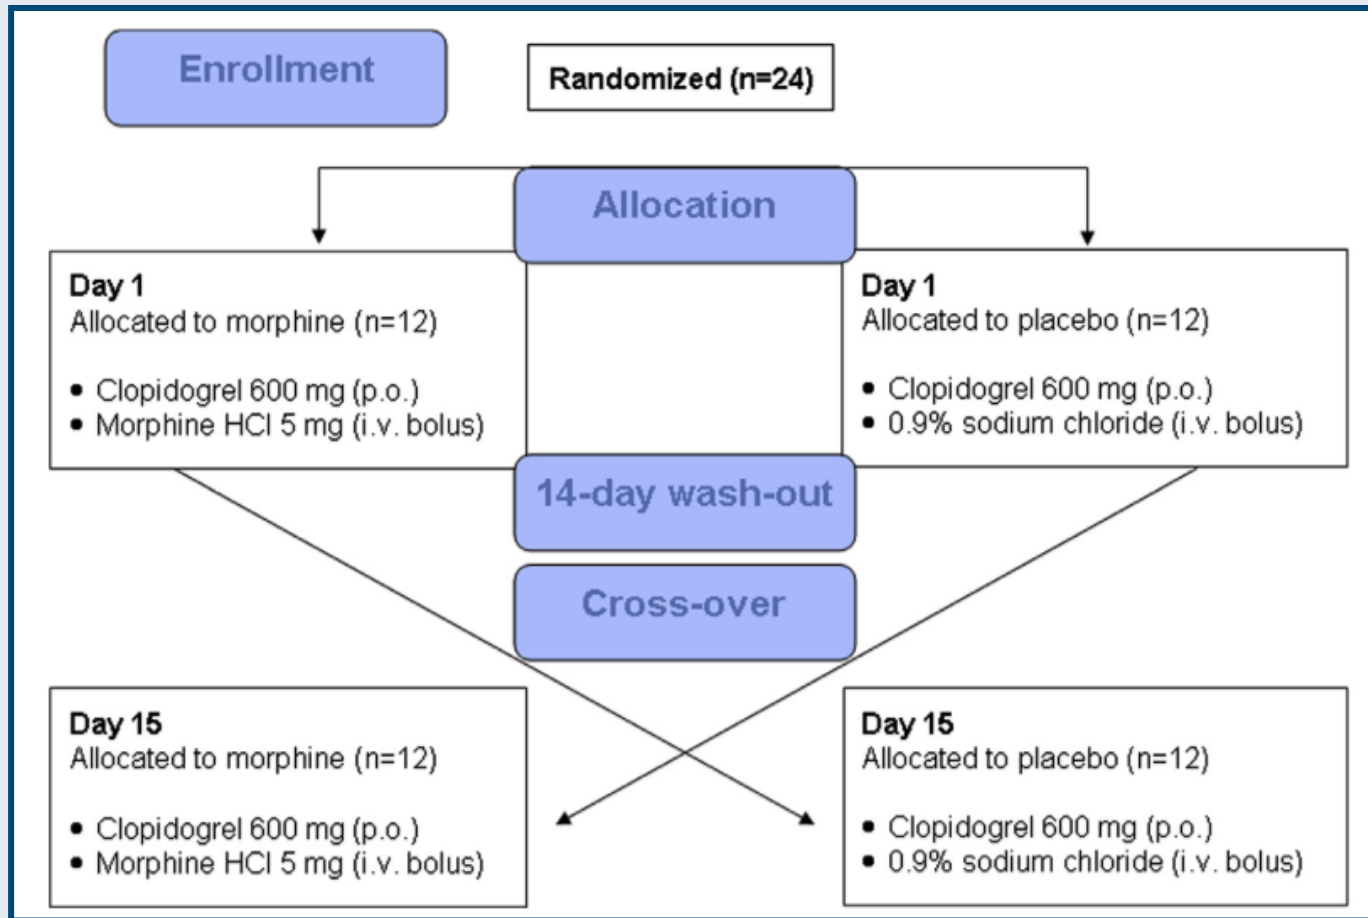 Enrollment
Randomized (n=24)
Allocation
Day 1
Allocated to morphine (n=12)
• Clopidogrel 600 mg (p.o.)
• Morphine HCl 5 mg (i.v. bolus)
Day 1
Allocated to placebo (n=12)
• Clopidogrel 600 mg (p.o.)
• 0.9% sodium chloride (i.v. bolus)
14-day wash-out
Cross-over
Day 15
Allocated to morphine (n=12)
• Clopidogrel 600 mg (p.o.)
• Morphine HCl 5 mg (i.v. bolus)
Day 15
Allocated to placebo (n=12)
• Clopidogrel 600 mg (p.o.)
• 0.9% sodium chloride (i.v. bolus)